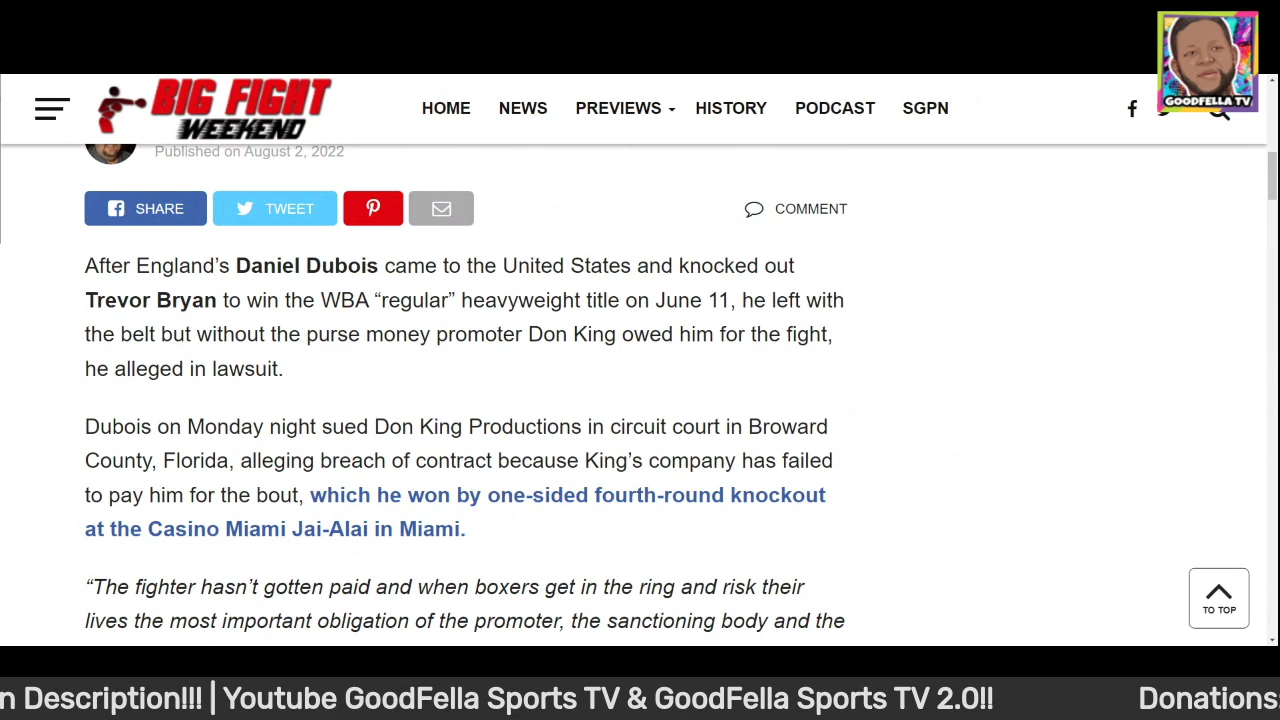 GOODFELLA TV
BIG FIGHT
WEEKEND
HOME NEWS PREVIEWS HISTORY PODCAST SGPN
Published on August 2, 2022
SHARE TWEET COMMENT
After England’s Daniel Dubois came to the United States and knocked out
Trevor Bryan to win the WBA “regular” heavyweight title on June 11, he left with
the belt but without the purse money promoter Don King owed him for the fight,
he alleged in lawsuit.
Dubois on Monday night sued Don King Productions in circuit court in Broward
County, Florida, alleging breach of contract because King’s company has failed
to pay him for the bout, which he won by one-sided fourth-round knockout
at the Casino Miami Jai-Alai in Miami.
“The fighter hasn’t gotten paid and when boxers get in the ring and risk their
lives the most important obligation of the promoter, the sanctioning body and the
TO TOP
n Description!!! | Youtube GoodFella Sports TV & GoodFella Sports TV 2.0!! Donations